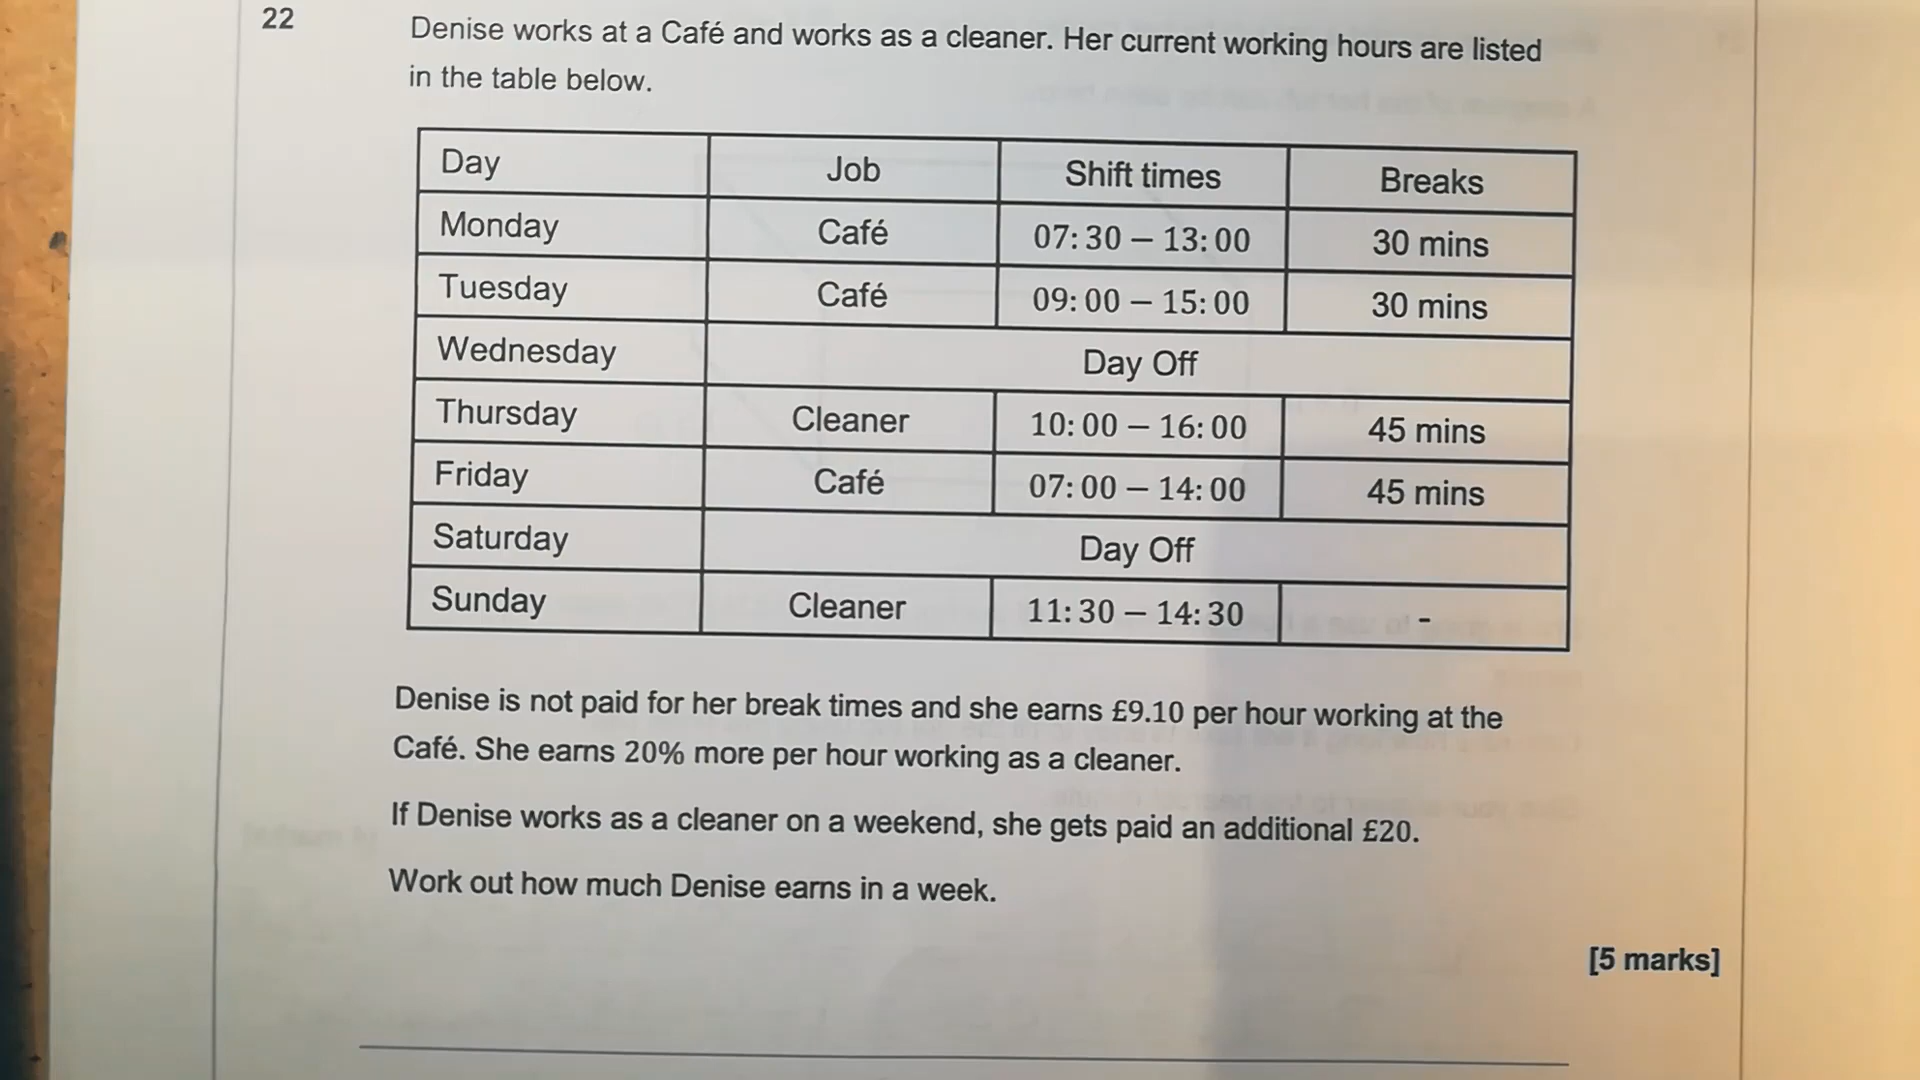 22
Denise works at a Café and works as a cleaner. Her current working hours are listed
in the table below.
Day Job Shift times Breaks
Monday Café 07:30 – 13:00 30 mins
Tuesday Café 09:00 – 15:00 30 mins
Wednesday Day Off
Thursday Cleaner 10:00 – 16:00 45 mins
Friday Café 07:00 – 14:00 45 mins
Saturday Day Off
Sunday Cleaner 11:30 – 14:30 -
Denise is not paid for her break times and she earns £9.10 per hour working at the
Café. She earns 20% more per hour working as a cleaner.
If Denise works as a cleaner on a weekend, she gets paid an additional £20.
Work out how much Denise earns in a week.
[5 marks]